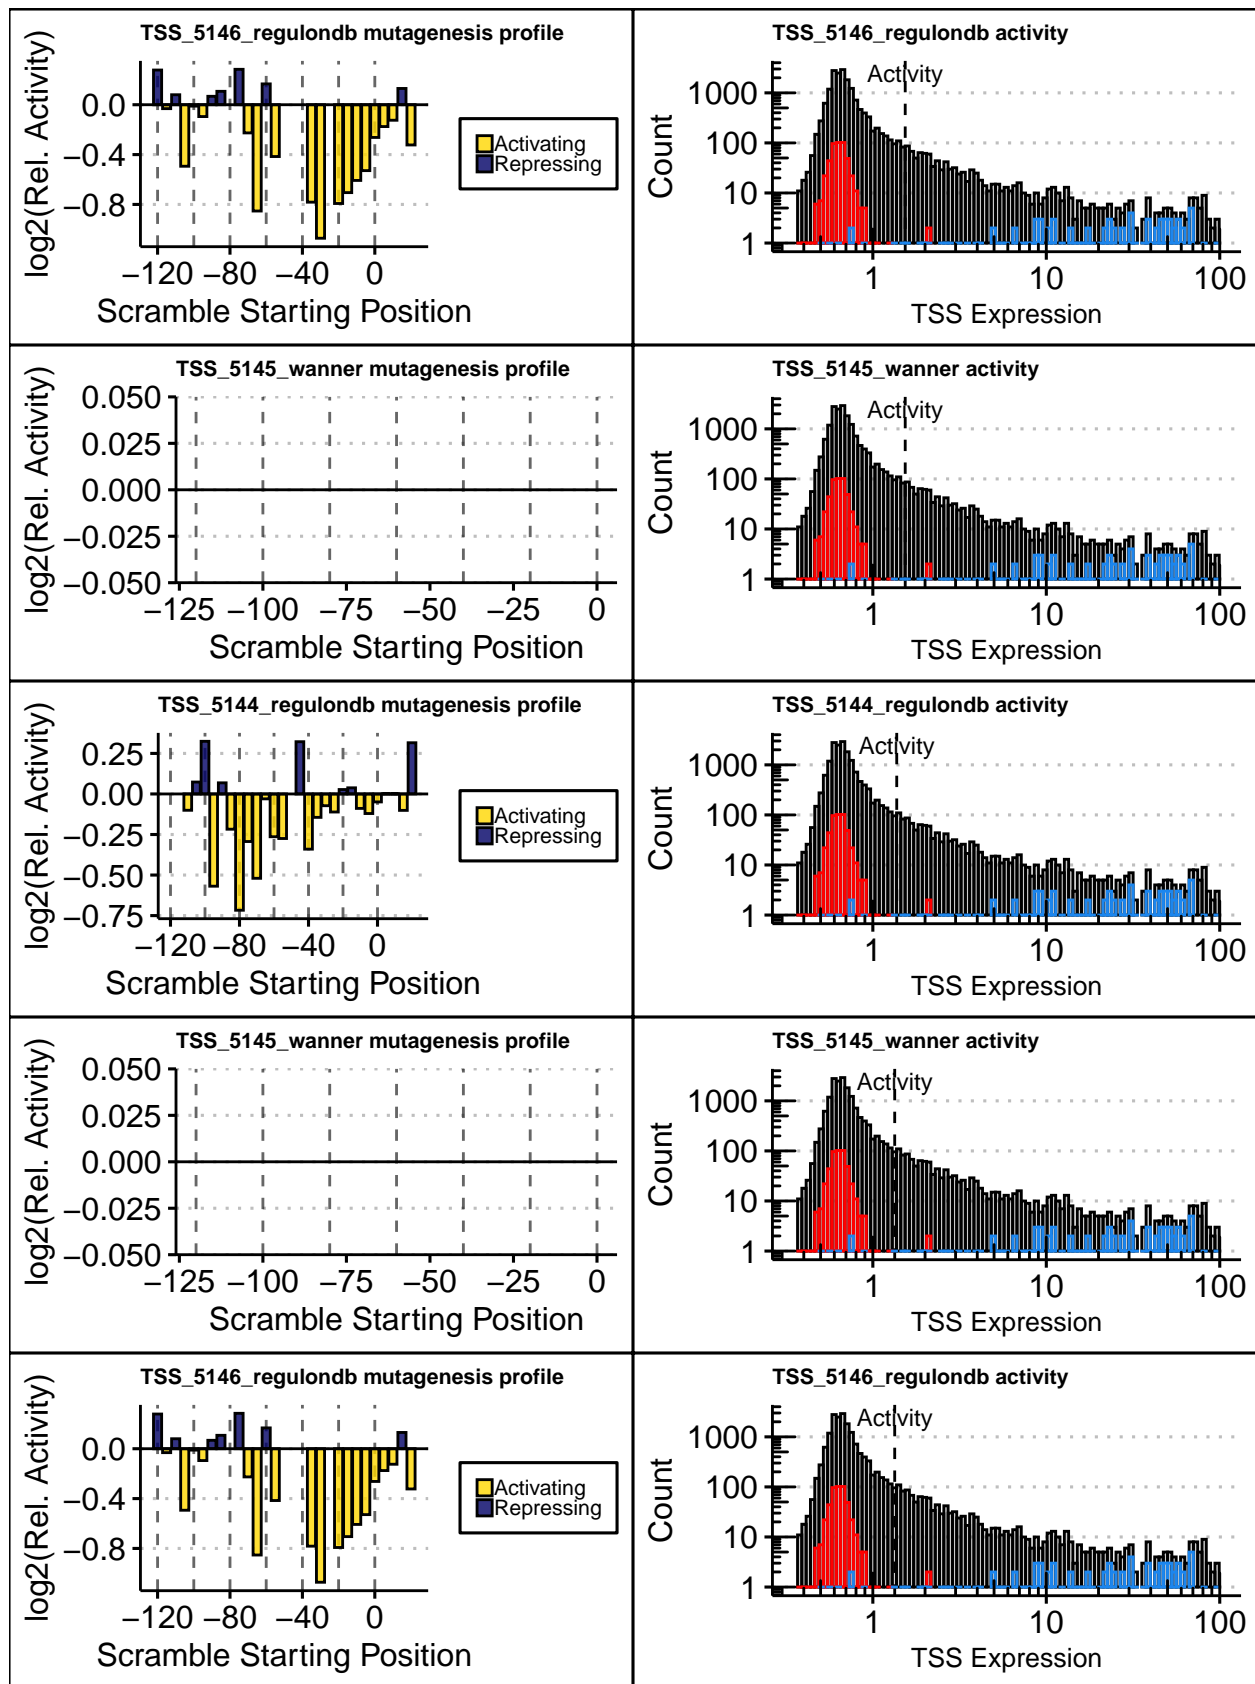 TSS_5146_regulondb mutagenesis profile
log2(Rel. Activity)
0.0
−0.4
−0.8
−120 −80 −40 0
Scramble Starting Position
Activating
Repressing
TSS_5146_regulondb activity
Activity
Count
1000
100
10
1
1 10 100
TSS Expression
TSS_5145_wanner mutagenesis profile
log2(Rel. Activity)
0.050
0.025
0.000
−0.025
−0.050
−125 −100 −75 −50 −25 0
Scramble Starting Position
TSS_5145_wanner activity
Activity
Count
1000
100
10
1
1 10 100
TSS Expression
TSS_5144_regulondb mutagenesis profile
log2(Rel. Activity)
0.25
0.00
−0.25
−0.50
−0.75
−120 −80 −40 0
Scramble Starting Position
Activating
Repressing
TSS_5144_regulondb activity
Activity
Count
1000
100
10
1
1 10 100
TSS Expression
TSS_5145_wanner mutagenesis profile
log2(Rel. Activity)
0.050
0.025
0.000
−0.025
−0.050
−125 −100 −75 −50 −25 0
Scramble Starting Position
TSS_5145_wanner activity
Activity
Count
1000
100
10
1
1 10 100
TSS Expression
TSS_5146_regulondb mutagenesis profile
log2(Rel. Activity)
0.0
−0.4
−0.8
−120 −80 −40 0
Scramble Starting Position
Activating
Repressing
TSS_5146_regulondb activity
Activity
Count
1000
100
10
1
1 10 100
TSS Expression